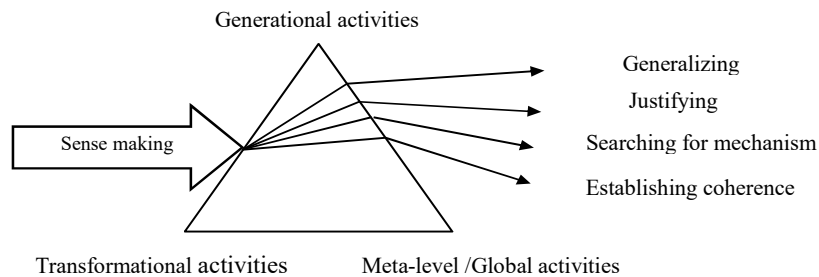 Generational activities
Generalizing
Justifying
Sense making
Searching for mechanism
Establishing coherence
Transformational activities
Meta-level /Global activities